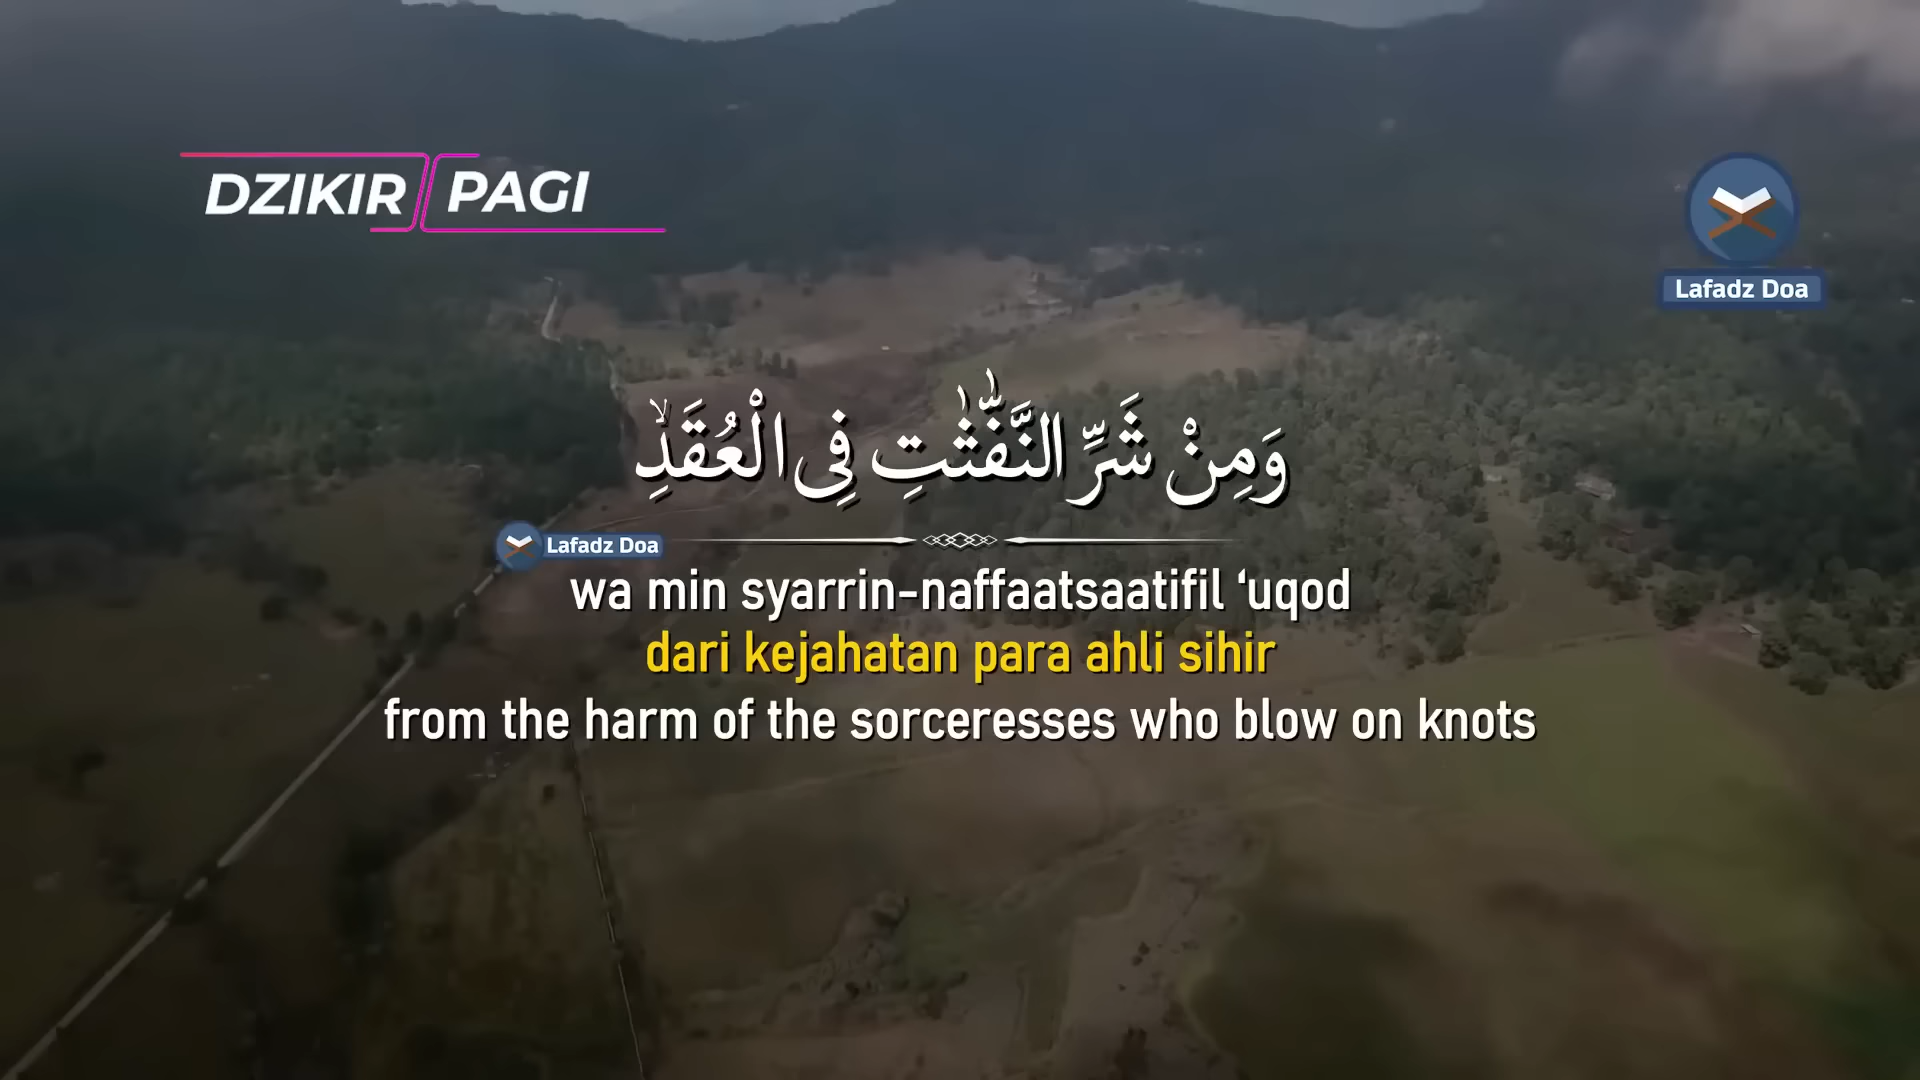 DZIKIR PAGI
Lafadz Doa
وَمِنْ شَرِّ النَّفّٰثٰتِ فِى الْعُقَدِۙ
Lafadz Doa
wa min syarrin-naffaatsaatifil ‘uqod
dari kejahatan para ahli sihir
from the harm of the sorceresses who blow on knots